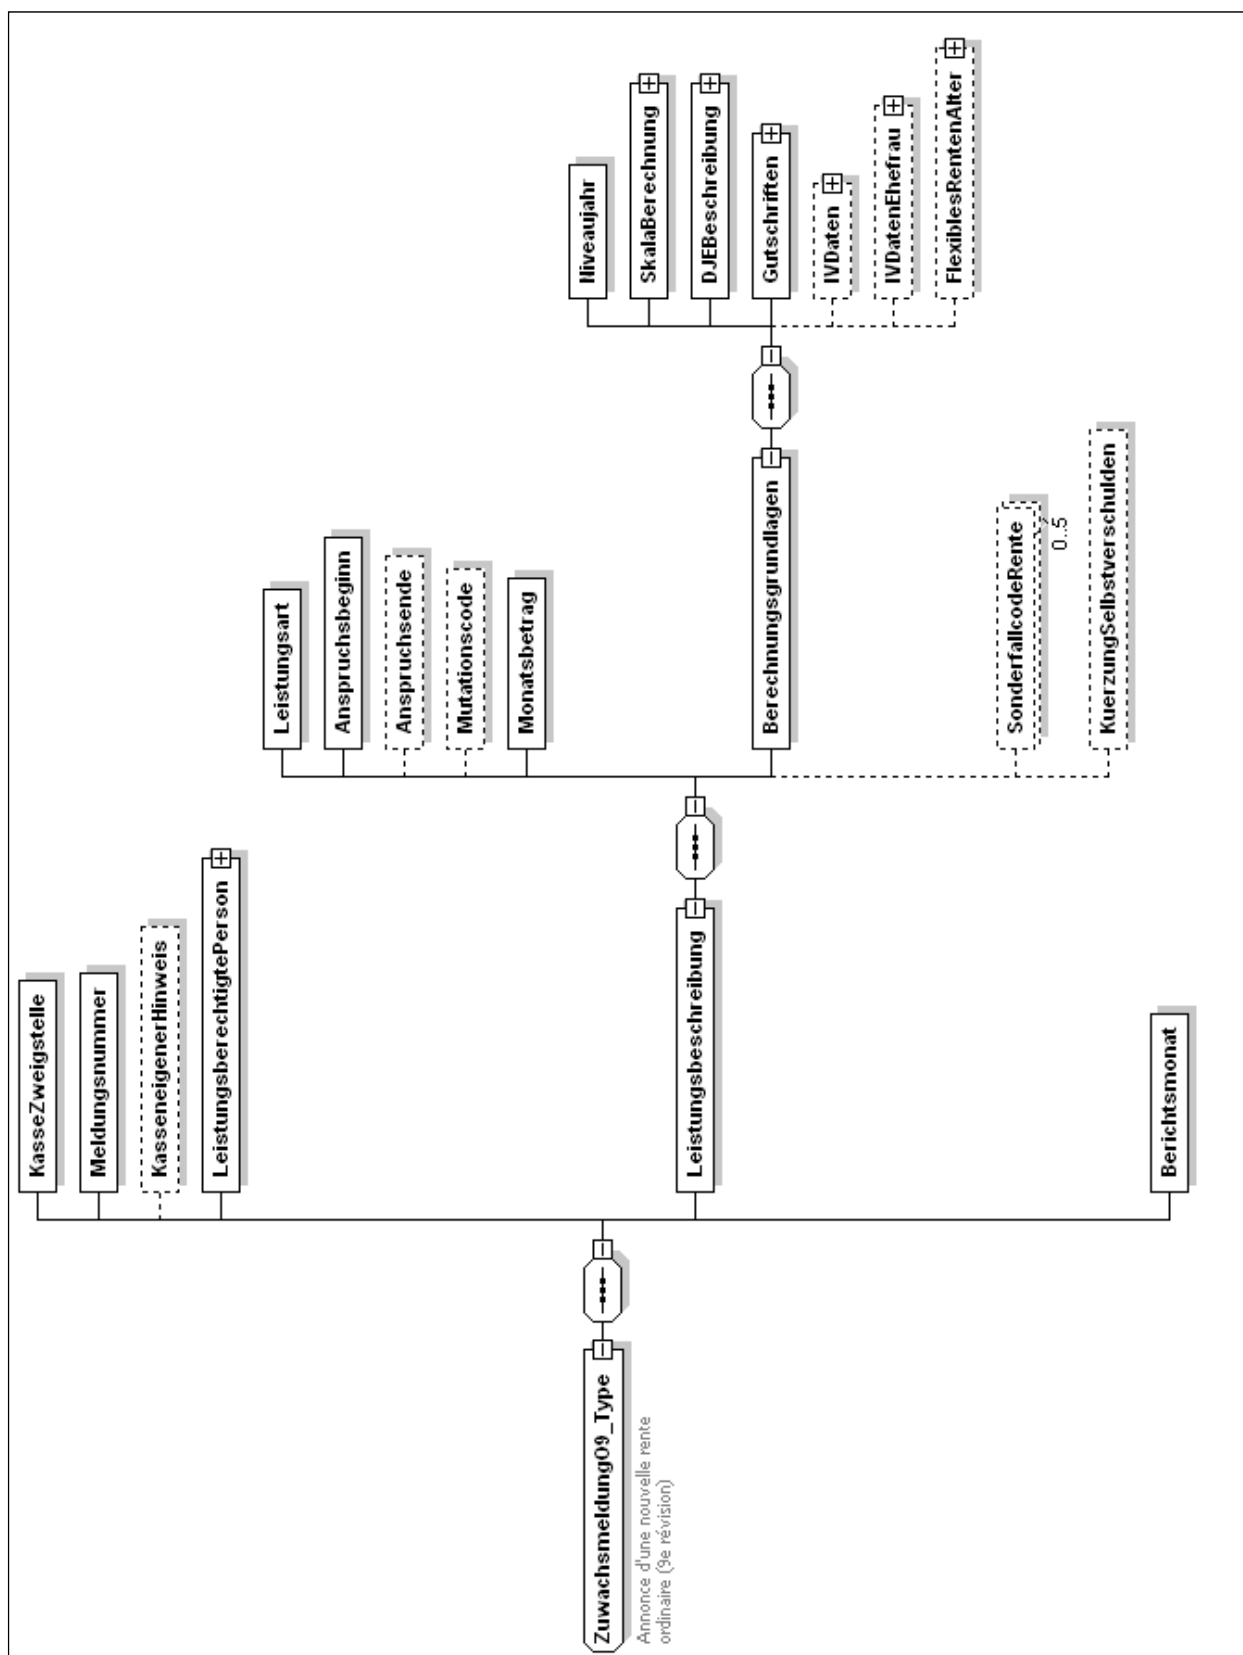 ZuwachsmeldungO9_Type
Annonce d'une nouvelle rente
ordinaire (9e révision)
KasseZweigstelle
Meldungsnummer
KasseneigenerHinweis
LeistungsberechtigtePerson
Leistungsbeschreibung
Leistungsart
Anspruchsbeginn
Anspruchsende
Mutationscode
Monatsbetrag
Berechnungsgrundlagen
Niveaujahr
SkalaBerechnung
DJEBeschreibung
Gutschriften
IVDaten
IVDatenEhefrau
FlexiblesRentenAlter
SonderfallcodeRente
0..5
KuerzungSelbstverschulden
Berichtsmonat